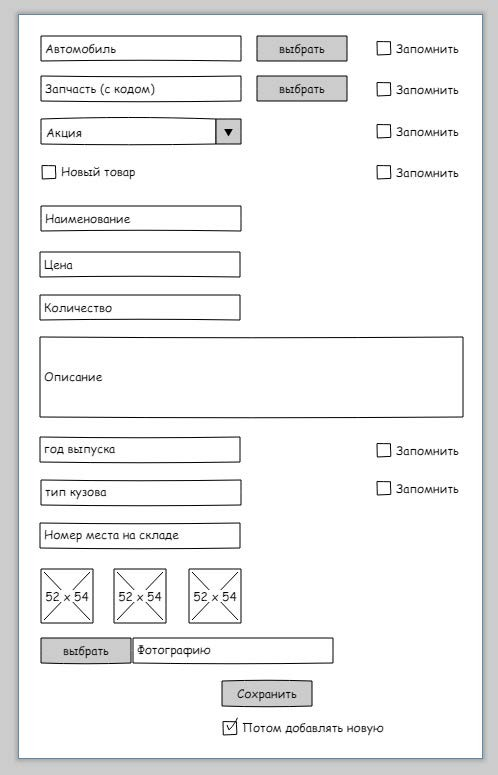 Автомобиль выбрать Запомнить
Запчасть (с кодом) выбрать Запомнить
Акция Запомнить
Новый товар Запомнить
Наименование
Цена
Количество
Описание
год выпуска Запомнить
тип кузова Запомнить
Номер места на складе
52 x 54 52 x 54 52 x 54
выбрать Фотографию
Сохранить
Потом добавлять новую